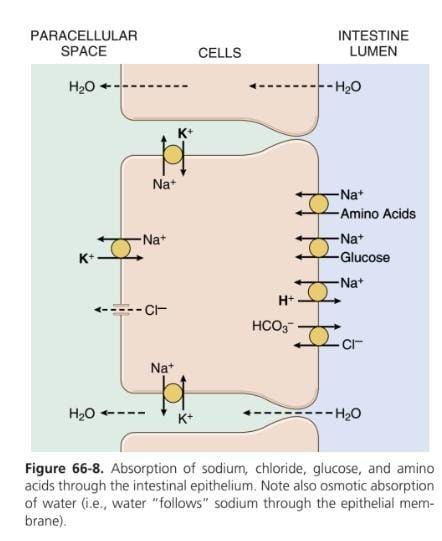 PARACELLULAR
SPACE
CELLS
INTESTINE
LUMEN
H₂O
H₂O
K⁺
Na⁺
Na⁺
Amino Acids
Na⁺
K⁺
Na⁺
Glucose
Na⁺
H⁺
Cl⁻
HCO₃⁻
Cl⁻
Na⁺
K⁺
H₂O
H₂O
Figure 66-8. Absorption of sodium, chloride, glucose, and amino
acids through the intestinal epithelium. Note also osmotic absorption
of water (i.e., water “follows” sodium through the epithelial mem-
brane).